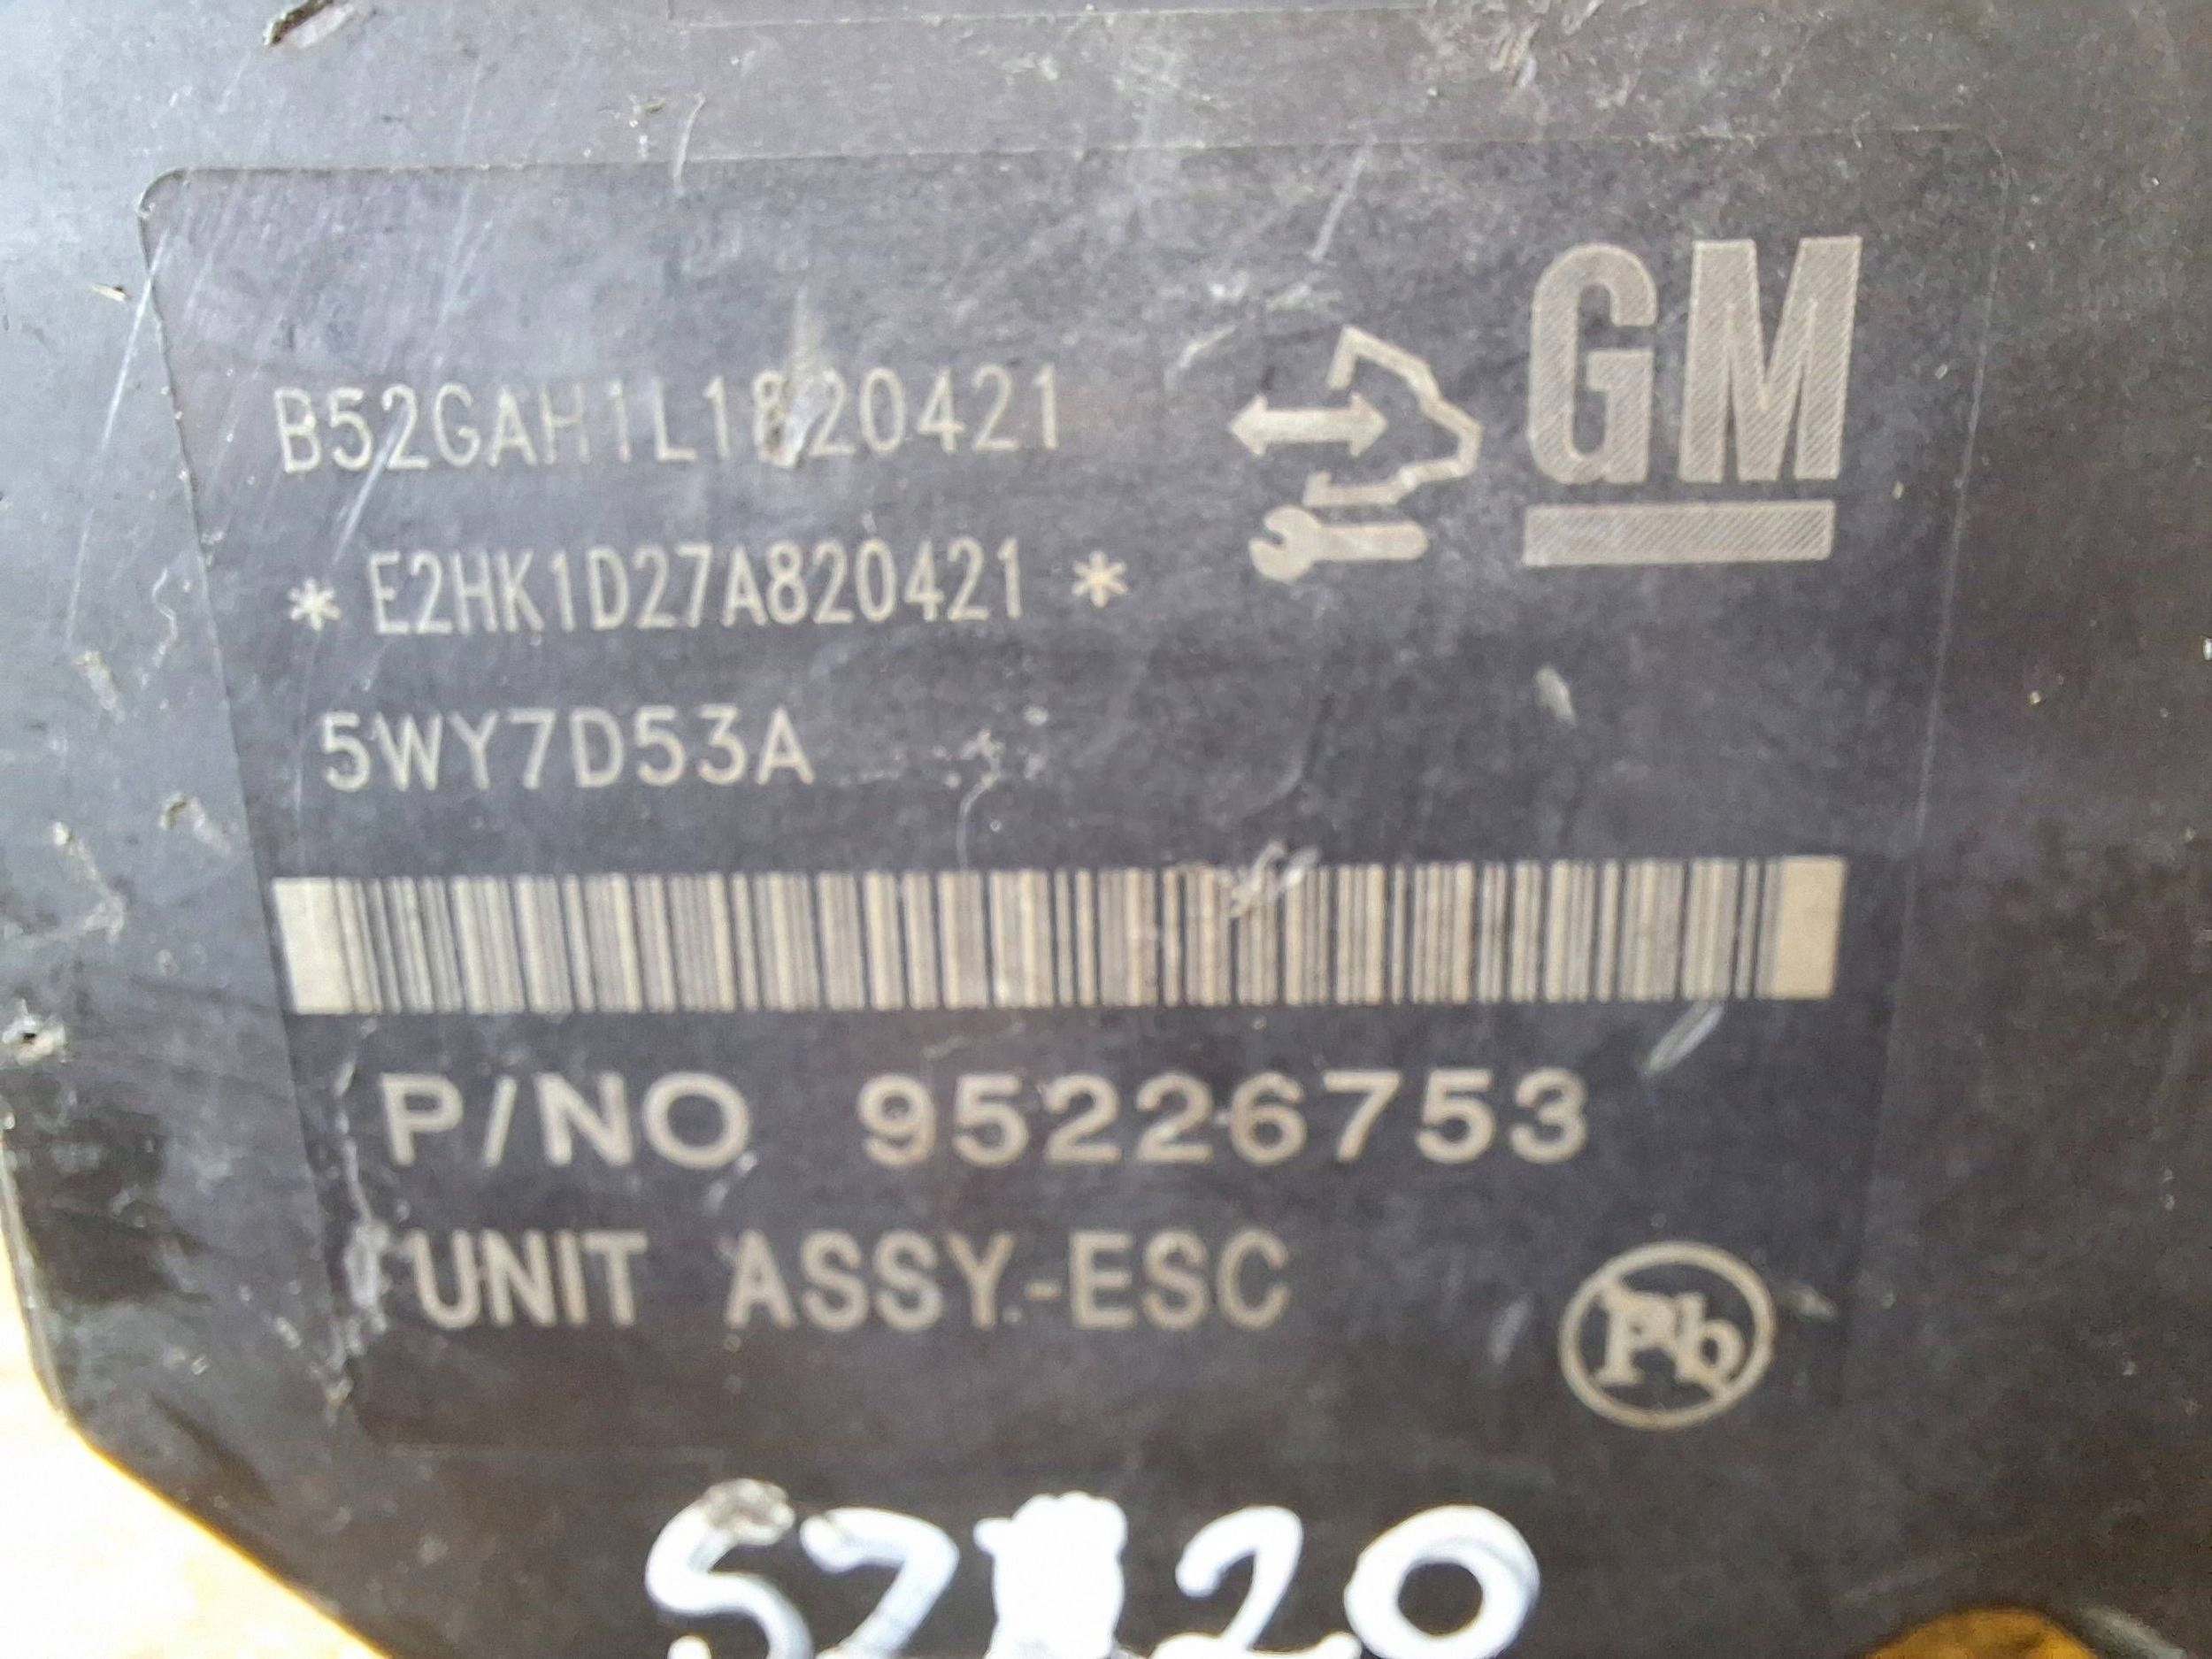 GM
B52GAH1L1820421
* E2HK1D27A820421 *
5WY7D53A
P/NO 95226753
UNIT ASSY-ESC
Pb